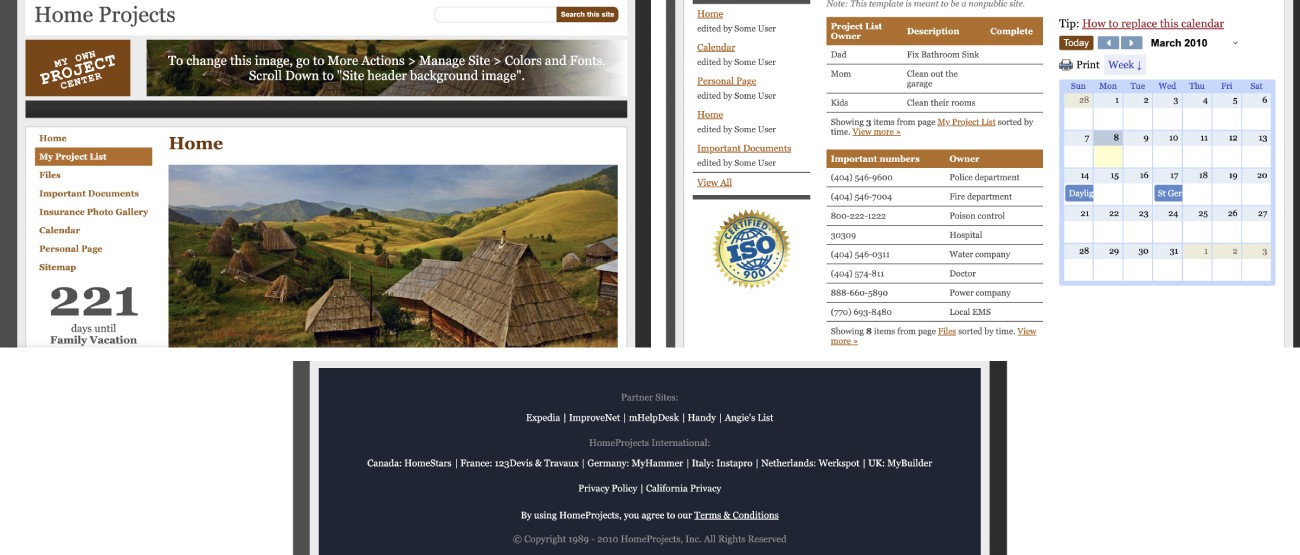 Home Projects
Search this site
MY OWN
PROJECT
CENTER
To change this image, go to More Actions > Manage Site > Colors and Fonts.
Scroll Down to "Site header background image".
Home
My Project List
Files
Important Documents
Insurance Photo Gallery
Calendar
Personal Page
Sitemap
221
days until
Family Vacation
Home
Home
edited by Some User
Calendar
edited by Some User
Personal Page
edited by Some User
Home
edited by Some User
Important Documents
edited by Some User
View All
CERTIFIED
ISO
9001
Note: This template is meant to be a nonpublic site.
Project List Owner Description Complete
Dad Fix Bathroom Sink
Mom Clean out the garage
Kids Clean their rooms
Showing 3 items from page My Project List sorted by
time. View more »
Important numbers Owner
(404) 546-9600 Police department
(404) 546-7004 Fire department
800-222-1222 Poison control
30309 Hospital
(404) 546-0311 Water company
(404) 574-811 Doctor
888-660-5890 Power company
(770) 693-8480 Local EMS
Showing 8 items from page Files sorted by time. View
more »
Tip: How to replace this calendar
Today March 2010
Print Week ↓
Sun Mon Tue Wed Thu Fri Sat
28 1 2 3 4 5 6
7 8 9 10 11 12 13
14 15 16 17 18 19 20
Daylig St Ger
21 22 23 24 25 26 27
28 29 30 31 1 2 3
Partner Sites:
Expedia | ImproveNet | mHelpDesk | Handy | Angie's List
HomeProjects International:
Canada: HomeStars | France: 123Devis & Travaux | Germany: MyHammer | Italy: Instapro | Netherlands: Werkspot | UK: MyBuilder
Privacy Policy | California Privacy
By using HomeProjects, you agree to our Terms & Conditions
© Copyright 1989 - 2010 HomeProjects, Inc. All Rights Reserved